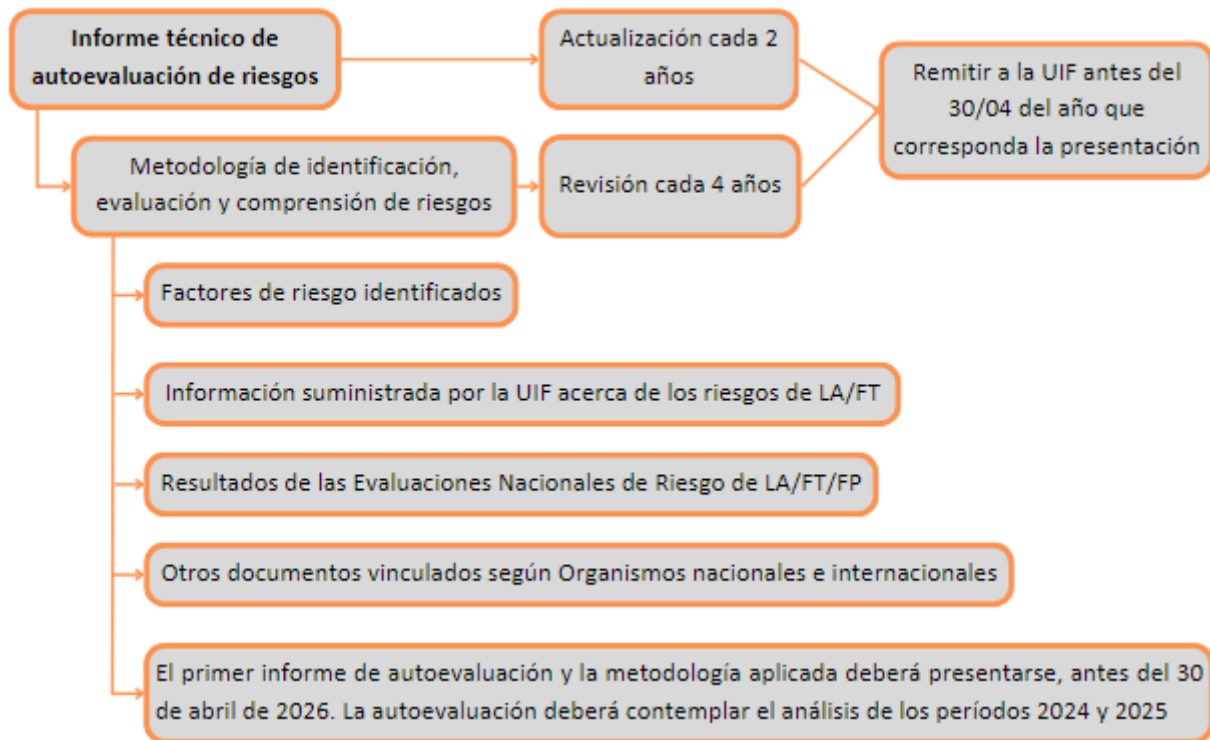 Informe técnico de
autoevaluación de riesgos
Actualización cada 2
años
Remitir a la UIF antes del
30/04 del año que
corresponda la presentación
Metodología de identificación,
evaluación y comprensión de riesgos
Revisión cada 4 años
Factores de riesgo identificados
Información suministrada por la UIF acerca de los riesgos de LA/FT
Resultados de las Evaluaciones Nacionales de Riesgo de LA/FT/FP
Otros documentos vinculados según Organismos nacionales e internacionales
El primer informe de autoevaluación y la metodología aplicada deberá presentarse, antes del 30
de abril de 2026. La autoevaluación deberá contemplar el análisis de los períodos 2024 y 2025